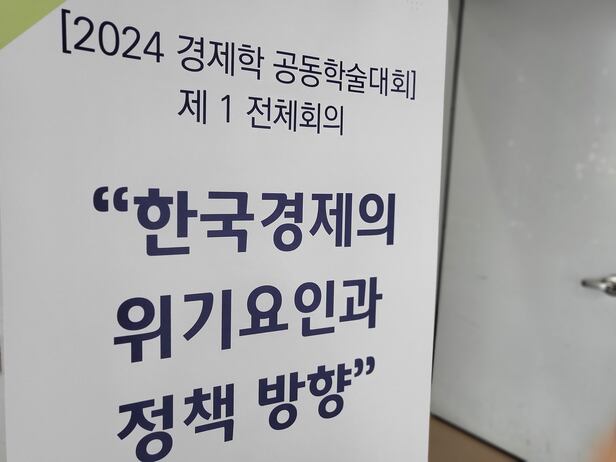 [2024 경제학 공동학술대회]
제 1 전체회의
“한국경제의
위기요인과
정책 방향”